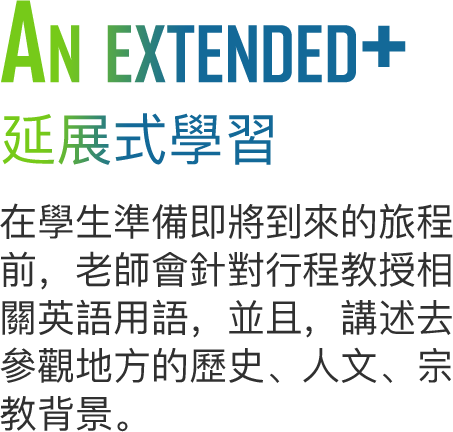 AN EXTENDED+
延展式學習
在學生準備即將到來的旅程
前，老師會針對行程教授相
關英語用語，並且，講述去
參觀地方的歷史、人文、宗
教背景。